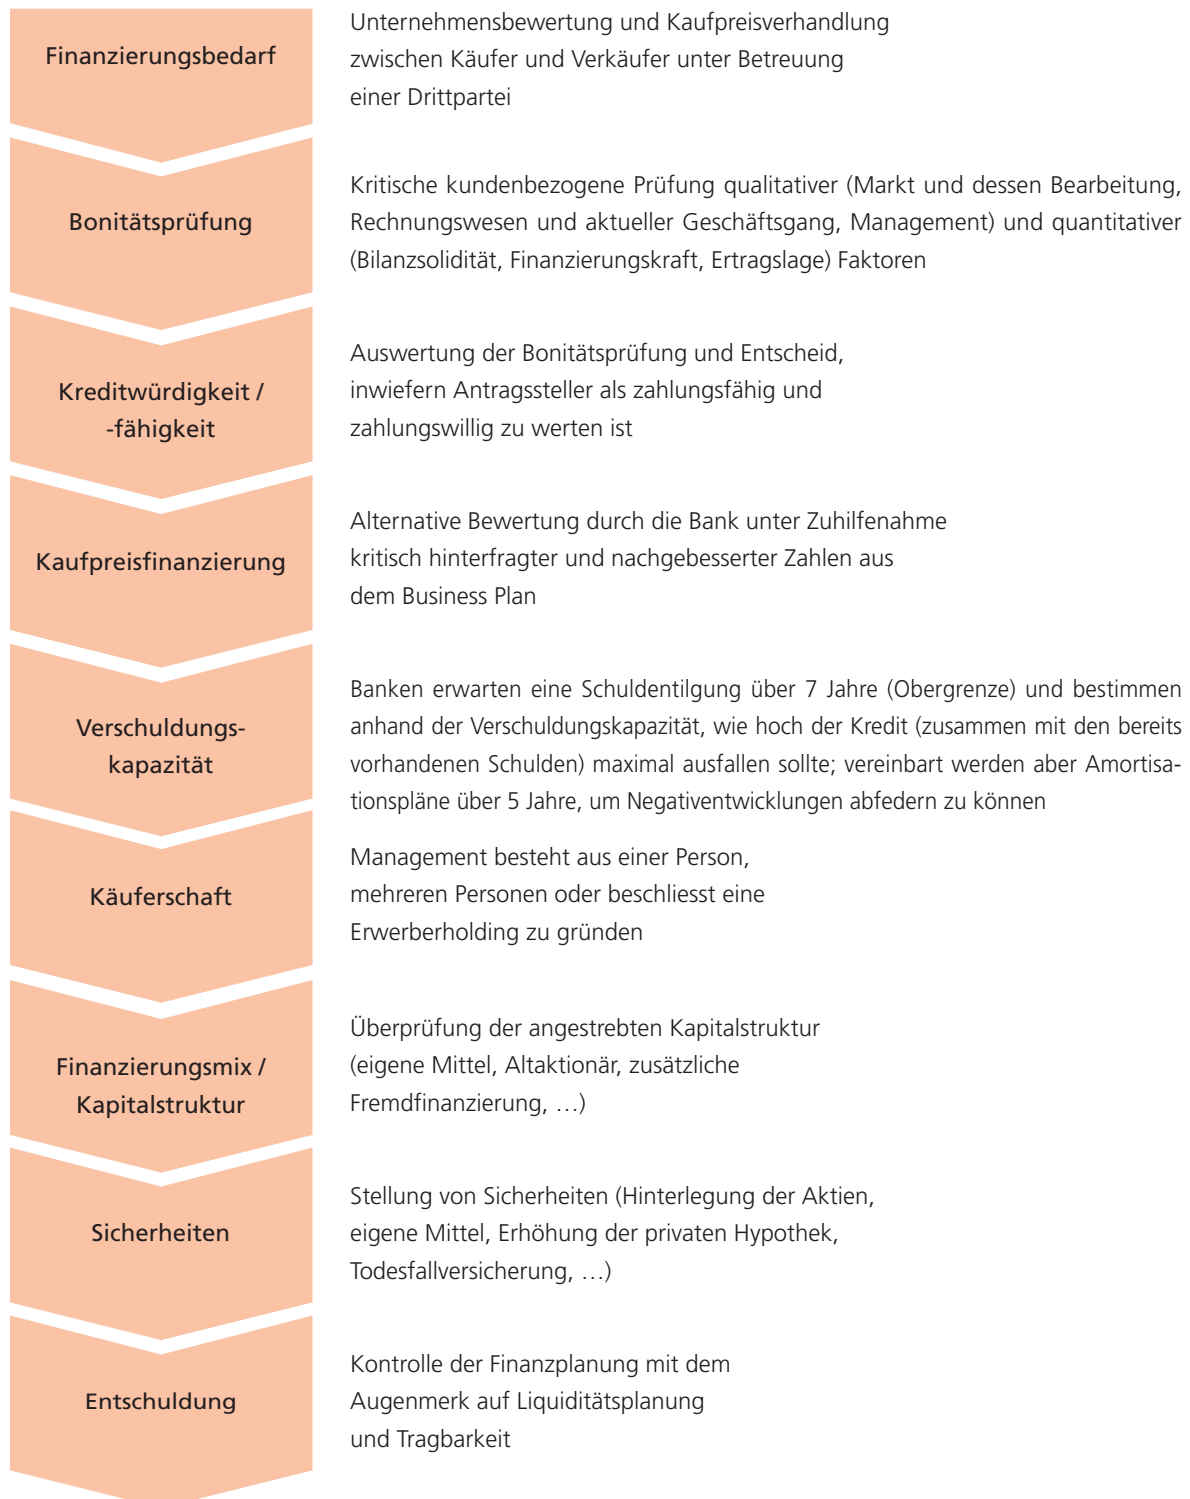 Finanzierungsbedarf
Unternehmensbewertung und Kaufpreisverhandlung
zwischen Käufer und Verkäufer unter Betreuung
einer Drittpartei
Bonitätsprüfung
Kritische kundenbezogene Prüfung qualitativer (Markt und dessen Bearbeitung,
Rechnungswesen und aktueller Geschäftsgang, Management) und quantitativer
(Bilanzsolidität, Finanzierungskraft, Ertragslage) Faktoren
Kreditwürdigkeit /
-fähigkeit
Auswertung der Bonitätsprüfung und Entscheid,
inwiefern Antragssteller als zahlungsfähig und
zahlungswillig zu werten ist
Kaufpreisfinanzierung
Alternative Bewertung durch die Bank unter Zuhilfenahme
kritisch hinterfragter und nachgebesserter Zahlen aus
dem Business Plan
Verschuldungs-
kapazität
Banken erwarten eine Schuldentilgung über 7 Jahre (Obergrenze) und bestimmen
anhand der Verschuldungskapazität, wie hoch der Kredit (zusammen mit den bereits
vorhandenen Schulden) maximal ausfallen sollte; vereinbart werden aber Amortisa-
tionspläne über 5 Jahre, um Negativentwicklungen abfedern zu können
Käuferschaft
Management besteht aus einer Person,
mehreren Personen oder beschliesst eine
Erwerberholding zu gründen
Finanzierungsmix /
Kapitalstruktur
Überprüfung der angestrebten Kapitalstruktur
(eigene Mittel, Altaktionär, zusätzliche
Fremdfinanzierung, …)
Sicherheiten
Stellung von Sicherheiten (Hinterlegung der Aktien,
eigene Mittel, Erhöhung der privaten Hypothek,
Todesfallversicherung, …)
Entschuldung
Kontrolle der Finanzplanung mit dem
Augenmerk auf Liquiditätsplanung
und Tragbarkeit